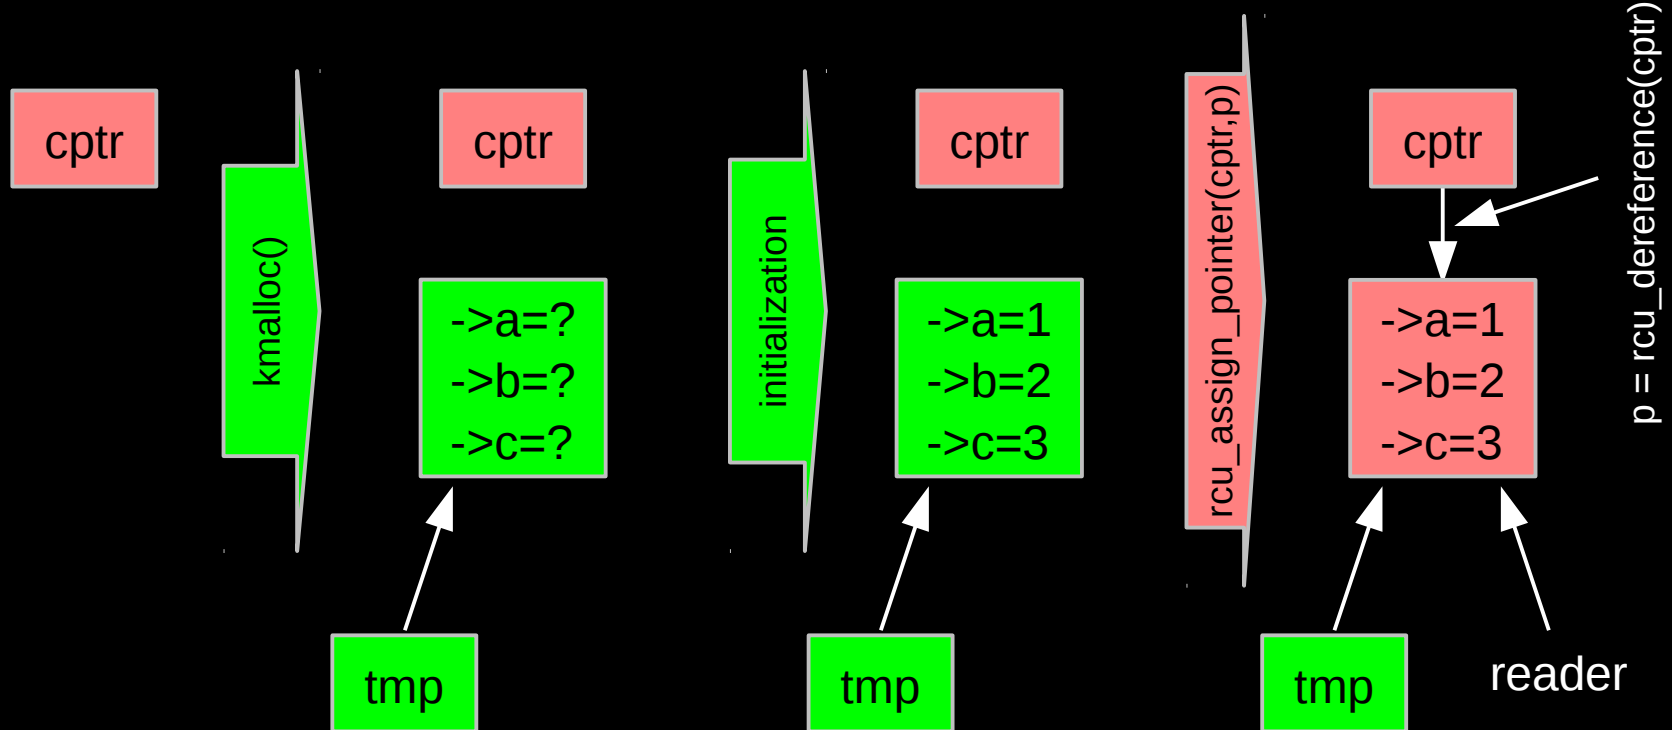 cptr
kmalloc()
cptr
->a=?
->b=?
->c=?
tmp
initialization
cptr
->a=1
->b=2
->c=3
tmp
rcu_assign_pointer(cptr,p)
cptr
->a=1
->b=2
->c=3
tmp
reader
p = rcu_dereference(cptr)